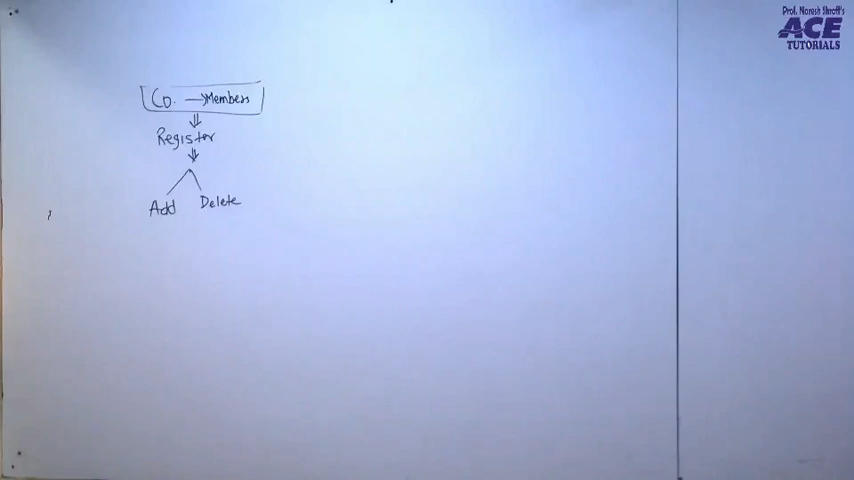 Prof. Naresh Shroff's
ACE
TUTORIALS
Co. → Members
Register
Add Delete